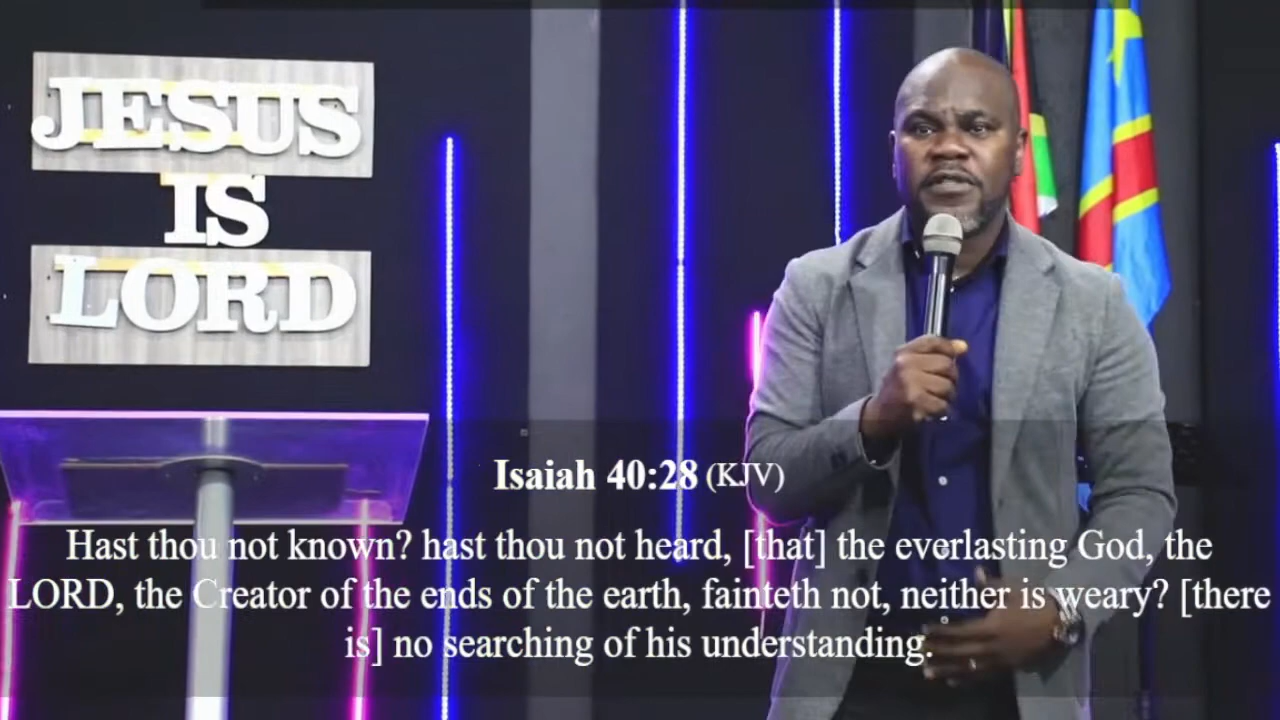 JESUS
IS
LORD
Isaiah 40:28 (KJV)
Hast thou not known? hast thou not heard, [that] the everlasting God, the
LORD, the Creator of the ends of the earth, fainteth not, neither is weary? [there
is] no searching of his understanding.